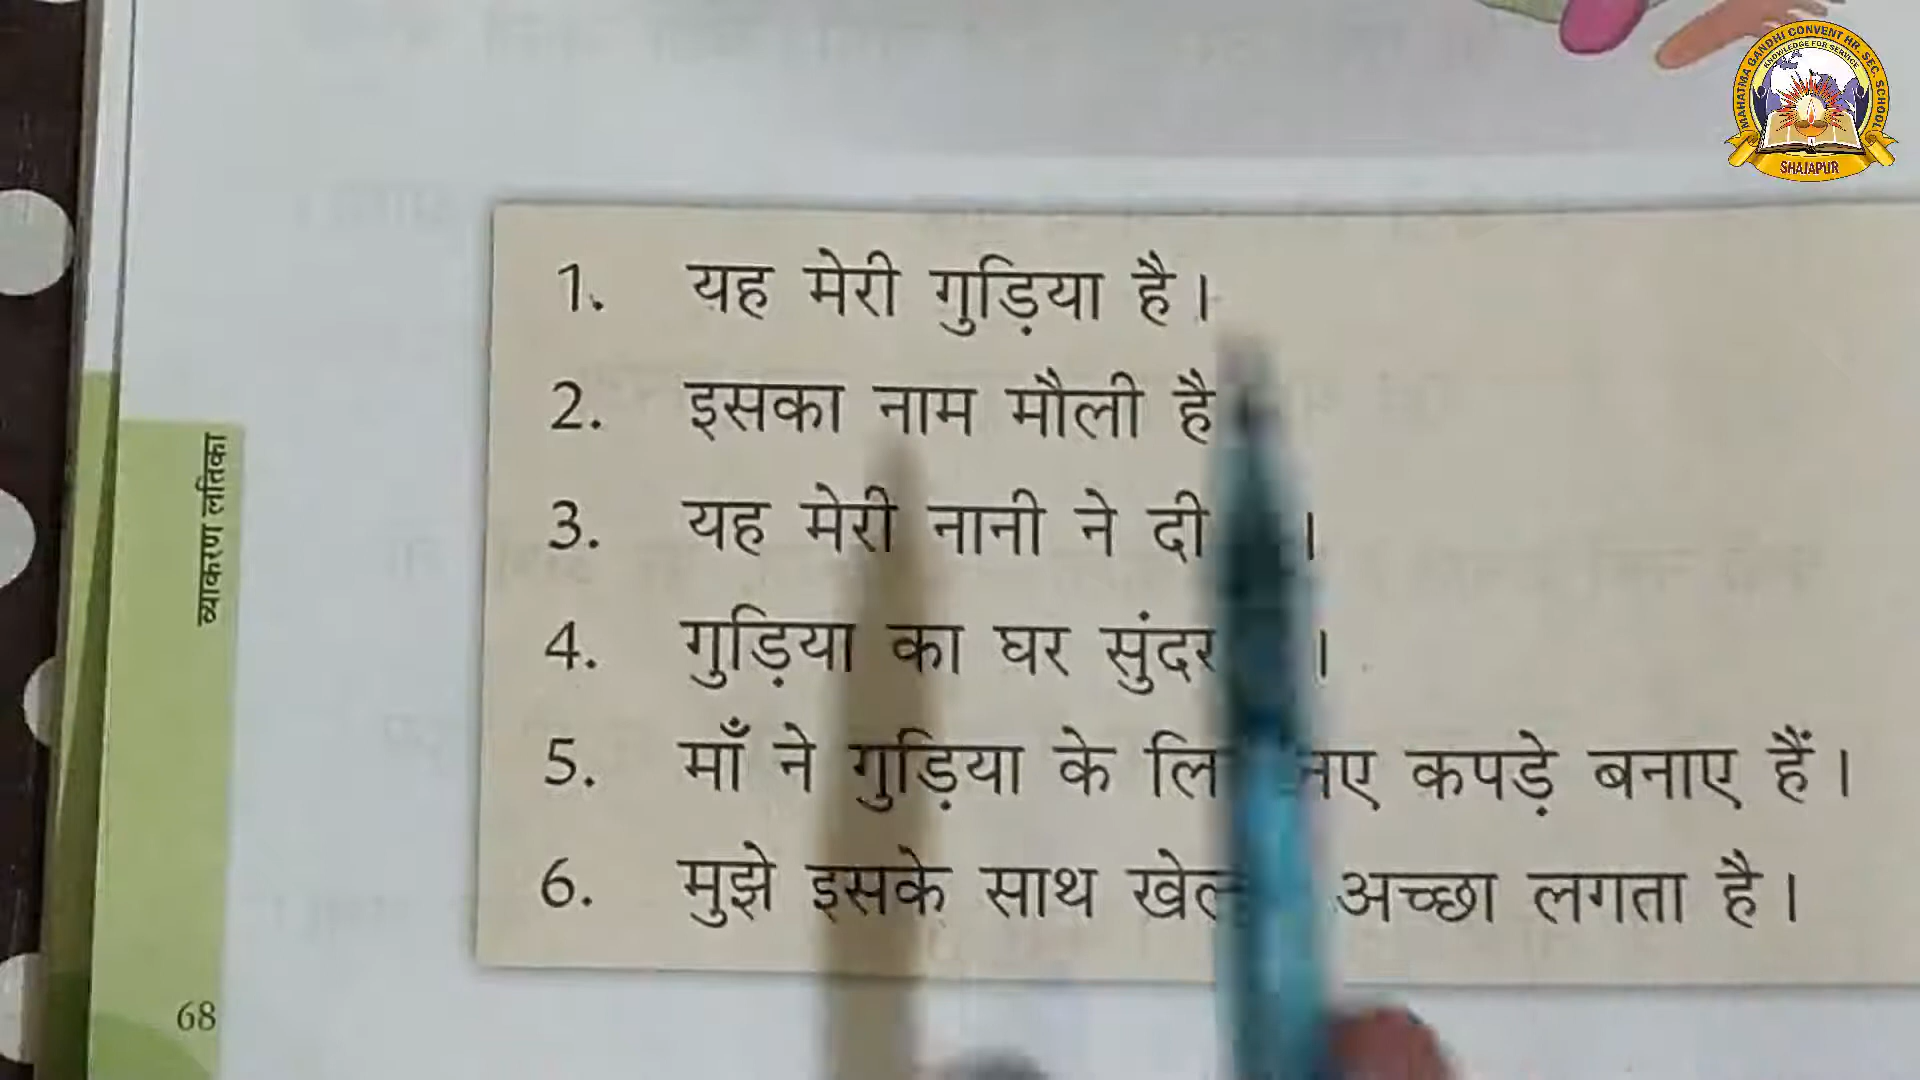 MAHATMA GANDHI CONVENT HR. SEC. SCHOOL
KNOWLEDGE FOR SERVICE
SHAJAPUR
1. यह मेरी गुड़िया है।
2. इसका नाम मौली है
3. यह मेरी नानी ने दी ।
4. गुड़िया का घर सुंदर ।
5. माँ ने गुड़िया के कपड़े बनाए हैं।
6. मुझे इसके साथ अच्छा लगता है।
व्याकरण लतिका
68